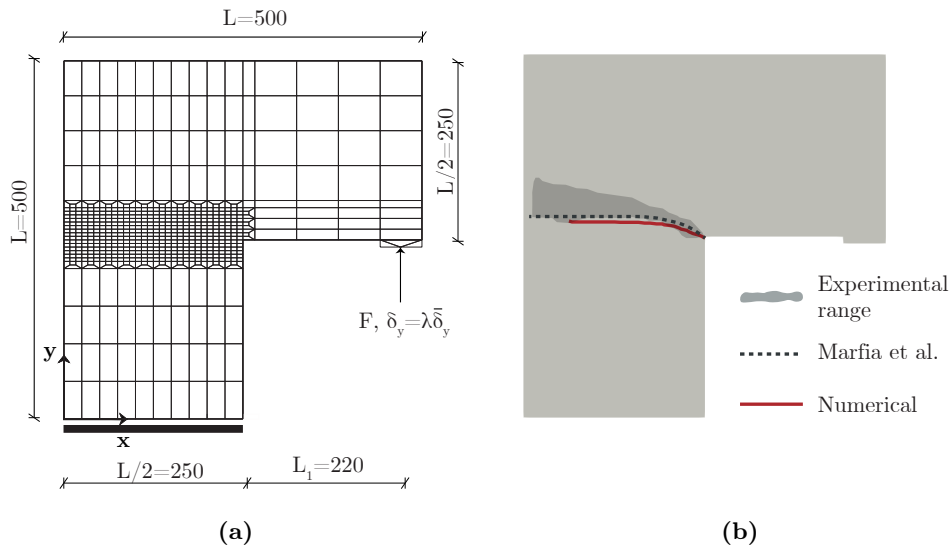 L=500
L=500
L/2=250
F, δy=λδ̄y
y
x
L/2=250
L1=220
(a)
Experimental
range
Marfia et al.
Numerical
(b)